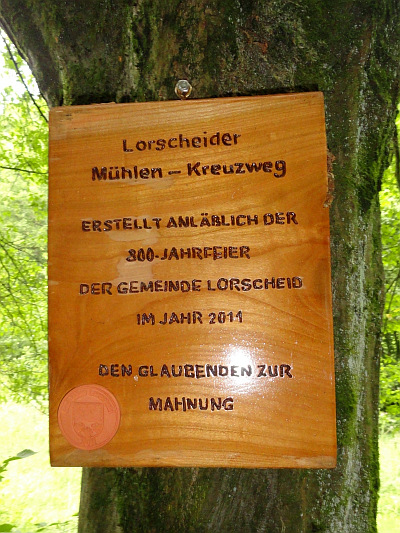 Lorscheider
Mühlen – Kreuzweg
ERSTELLT ANLÄßLICH DER
800-JAHRFEIER
DER GEMEINDE LORSCHEID
IM JAHR 2011
DEN GLAUBENDEN ZUR
MAHNUNG